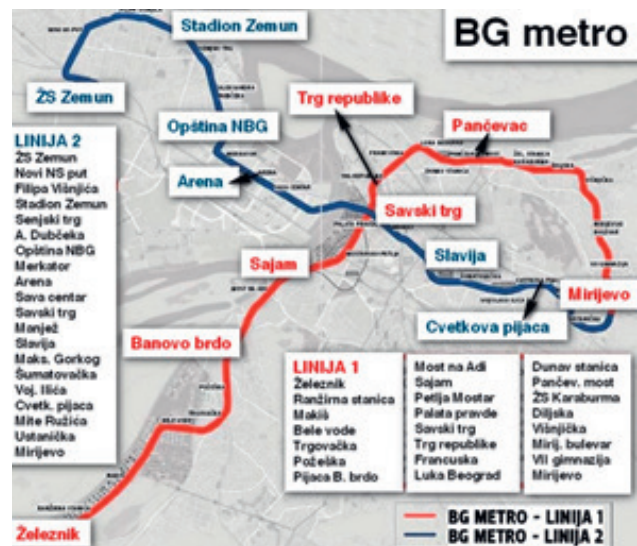 BG metro
Stadion Zemun
ŽS Zemun
Trg republike
Opština NBG
Pančevac
Arena
Savski trg
Slavija
Sajam
Mirijevo
Cvetkova pijaca
Banovo brdo
Železnik
LINIJA 2
ŽS Zemun
Novi NS put
Filipa Višnjića
Stadion Zemun
Senjski trg
A. Dubčeka
Opština NBG
Merkator
Arena
Sava centar
Savski trg
Manjež
Slavija
Maks. Gorkog
Šumatovačka
Voj. Ilića
Cvetk. pijaca
Mite Ružića
Ustanička
Mirijevo
LINIJA 1
Železnik
Ranžirna stanica
Makiš
Bele vode
Trgovačka
Požeška
Pijaca B. brdo
Most na Adi
Sajam
Petlja Mostar
Palata pravde
Savski trg
Trg republike
Francuska
Luka Beograd
Dunav stanica
Pančev. most
ŽS Karaburma
Diljska
Višnjička
Mirij. bulevar
VII gimnazija
Mirijevo
BG METRO - LINIJA 1
BG METRO - LINIJA 2